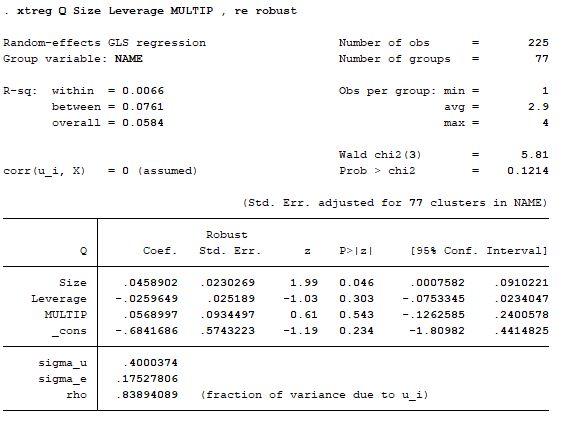 . xtreg Q Size Leverage MULTIP , re robust
Random-effects GLS regression Number of obs = 225
Group variable: NAME Number of groups = 77
R-sq: within = 0.0066 Obs per group: min = 1
between = 0.0761 avg = 2.9
overall = 0.0584 max = 4
Wald chi2(3) = 5.81
corr(u_i, X) = 0 (assumed) Prob > chi2 = 0.1214
(Std. Err. adjusted for 77 clusters in NAME)
Robust
Q Coef. Std. Err. z P>|z| [95% Conf. Interval]
Size .0458902 .0230269 1.99 0.046 .0007582 .0910221
Leverage -.0259649 .025189 -1.03 0.303 -.0753345 .0234047
MULTIP .0568997 .0934497 0.61 0.543 -.1262585 .2400578
_cons -.6841686 .5743223 -1.19 0.234 -1.80982 .4414825
sigma_u .4000374
sigma_e .17527806
rho .83894089 (fraction of variance due to u_i)